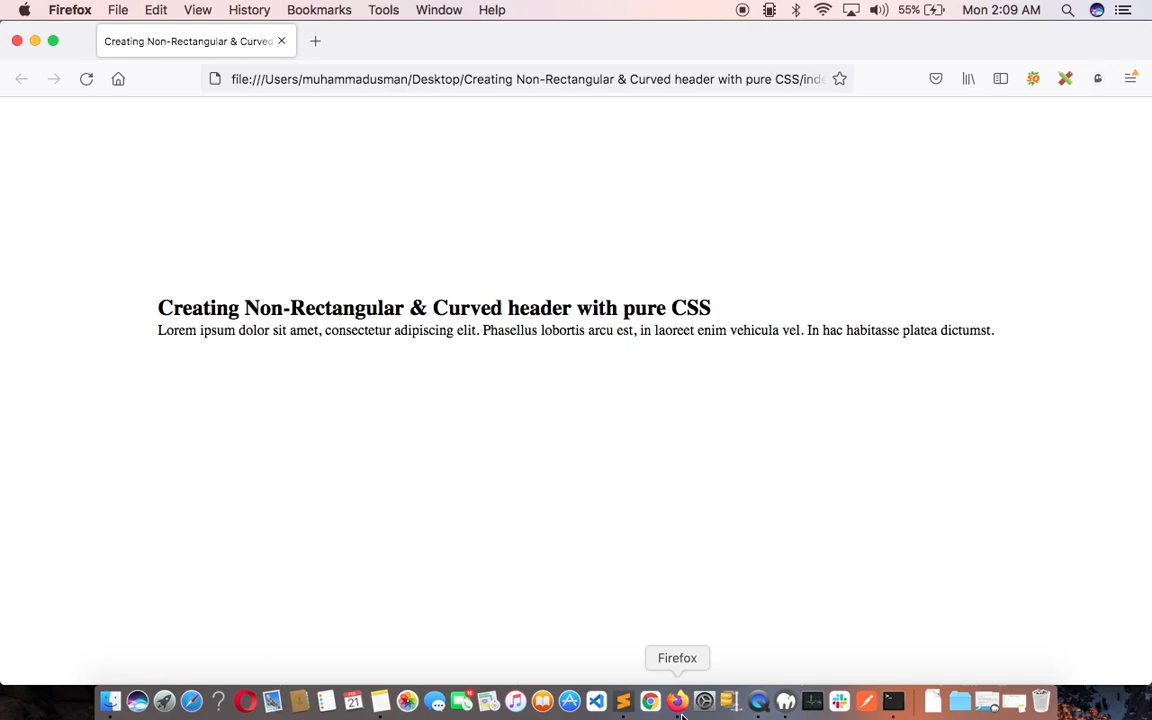 Firefox File Edit View History Bookmarks Tools Window Help 55% Mon 2:09 AM
Creating Non-Rectangular & Curved
file:///Users/muhammadusman/Desktop/Creating Non-Rectangular & Curved header with pure CSS/inde
Creating Non-Rectangular & Curved header with pure CSS
Lorem ipsum dolor sit amet, consectetur adipiscing elit. Phasellus lobortis arcu est, in laoreet enim vehicula vel. In hac habitasse platea dictumst.
Firefox
21